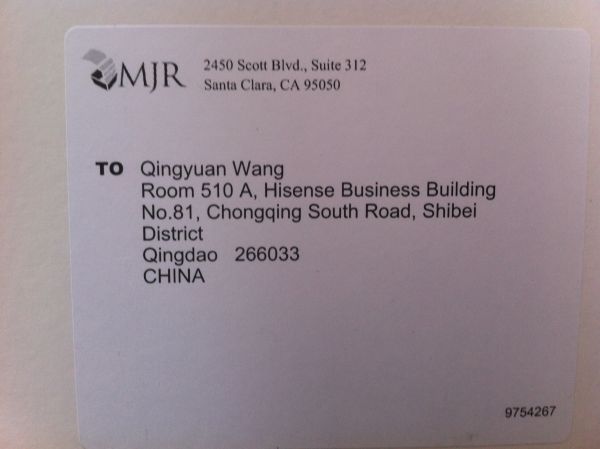 MJR
2450 Scott Blvd., Suite 312
Santa Clara, CA 95050
TO Qingyuan Wang
Room 510 A, Hisense Business Building
No.81, Chongqing South Road, Shibei
District
Qingdao 266033
CHINA
9754267